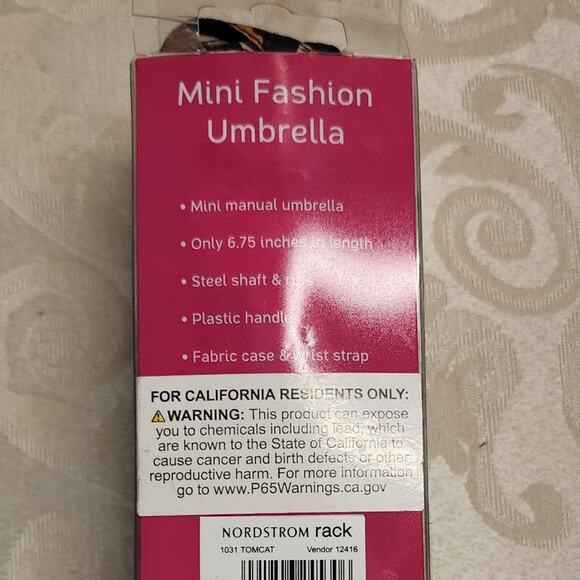 Mini Fashion
Umbrella
• Mini manual umbrella
• Only 6.75 inches in length
• Steel shaft & ribs
• Plastic handle
• Fabric case & wrist strap
FOR CALIFORNIA RESIDENTS ONLY:
⚠WARNING: This product can expose
you to chemicals including lead, which
are known to the State of California to
cause cancer and birth defects or other
reproductive harm. For more information
go to www.P65Warnings.ca.gov
NORDSTROM rack
1031 TOMCAT Vendor 12416